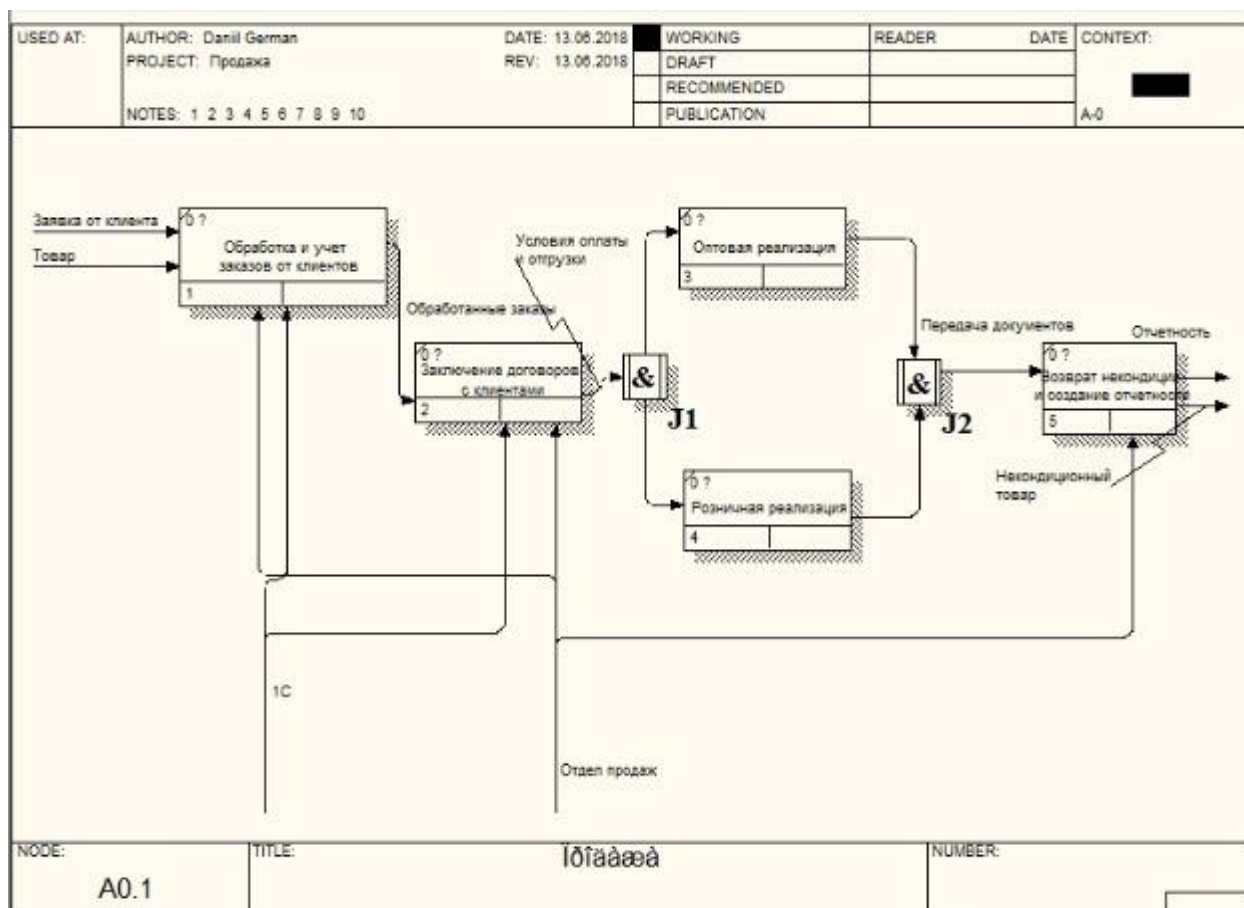 USED AT:
AUTHOR: Daniil German
DATE: 13.06.2018
WORKING
READER
DATE
CONTEXT:
PROJECT: Продажа
REV: 13.06.2018
DRAFT
RECOMMENDED
NOTES: 1 2 3 4 5 6 7 8 9 10
PUBLICATION
A-0
Заявка от клиента
Товар
0 ?
Обработка и учет
заказов от клиентов
1
Обработанные заказы
0 ?
Заключение договоров
с клиентами
2
Условия оплаты
и отгрузки
&
J1
0 ?
Оптовая реализация
3
0 ?
Розничная реализация
4
&
J2
Передача документов
Отчетность
0 ?
Возврат некондиции
и создание отчетности
5
Некондиционный
товар
1С
Отдел продаж
NODE:
A0.1
TITLE:
Ïðîäàæà
NUMBER: